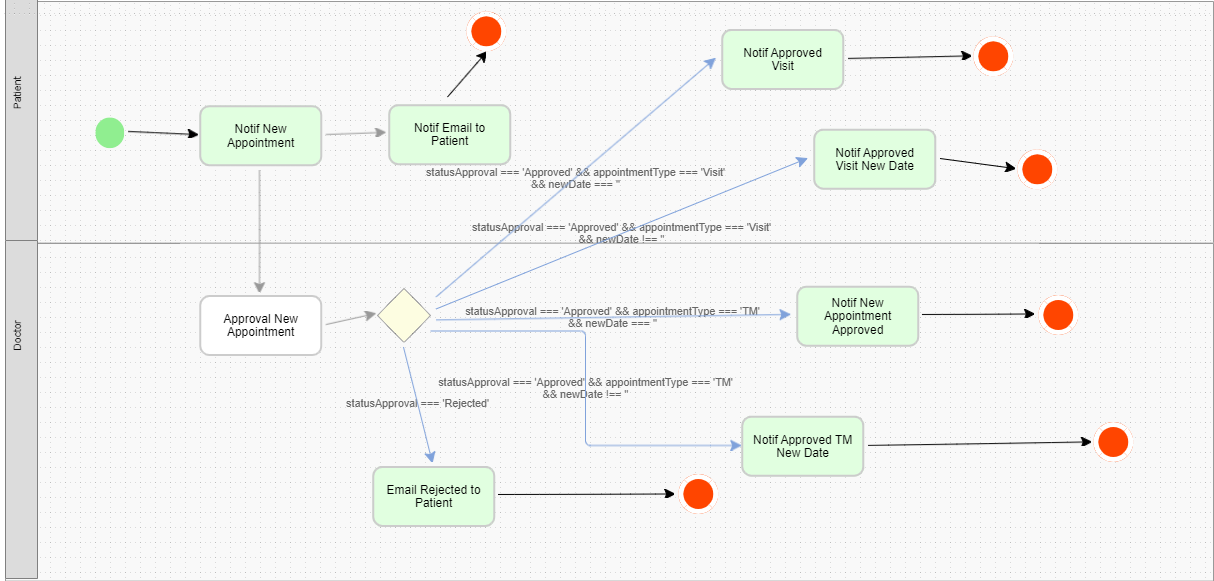 Patient
Notif New
Appointment
Notif Email to
Patient
Notif Approved
Visit
Notif Approved
Visit New Date
statusApproval === 'Approved' && appointmentType === 'Visit'
&& newDate === ''
statusApproval === 'Approved' && appointmentType === 'Visit'
&& newDate !== ''
Doctor
Approval New
Appointment
statusApproval === 'Approved' && appointmentType === 'TM'
&& newDate === ''
Notif New
Appointment
Approved
statusApproval === 'Approved' && appointmentType === 'TM'
&& newDate !== ''
statusApproval === 'Rejected'
Notif Approved TM
New Date
Email Rejected to
Patient